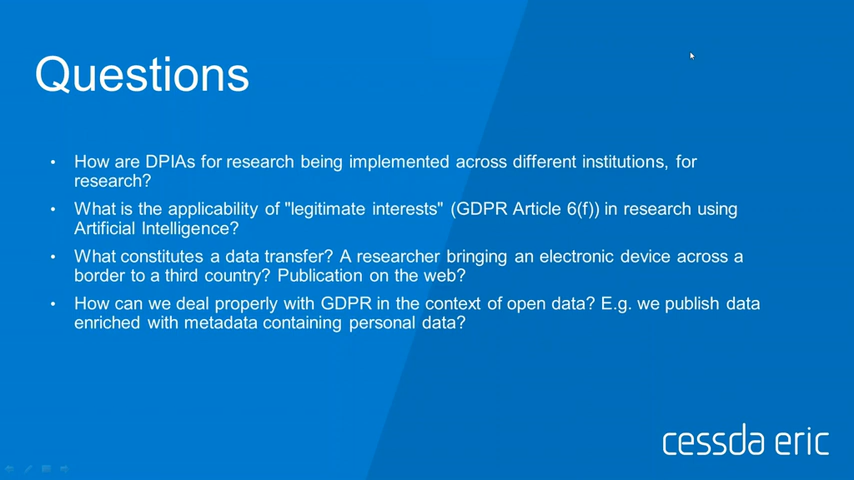 Questions
• How are DPIAs for research being implemented across different institutions, for
research?
• What is the applicability of "legitimate interests" (GDPR Article 6(f)) in research using
Artificial Intelligence?
• What constitutes a data transfer? A researcher bringing an electronic device across a
border to a third country? Publication on the web?
• How can we deal properly with GDPR in the context of open data? E.g. we publish data
enriched with metadata containing personal data?
cessda eric